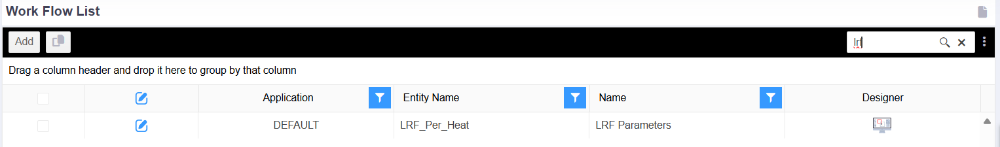 Work Flow List
Add
lrf
Drag a column header and drop it here to group by that column
Application Entity Name Name Designer
DEFAULT LRF_Per_Heat LRF Parameters